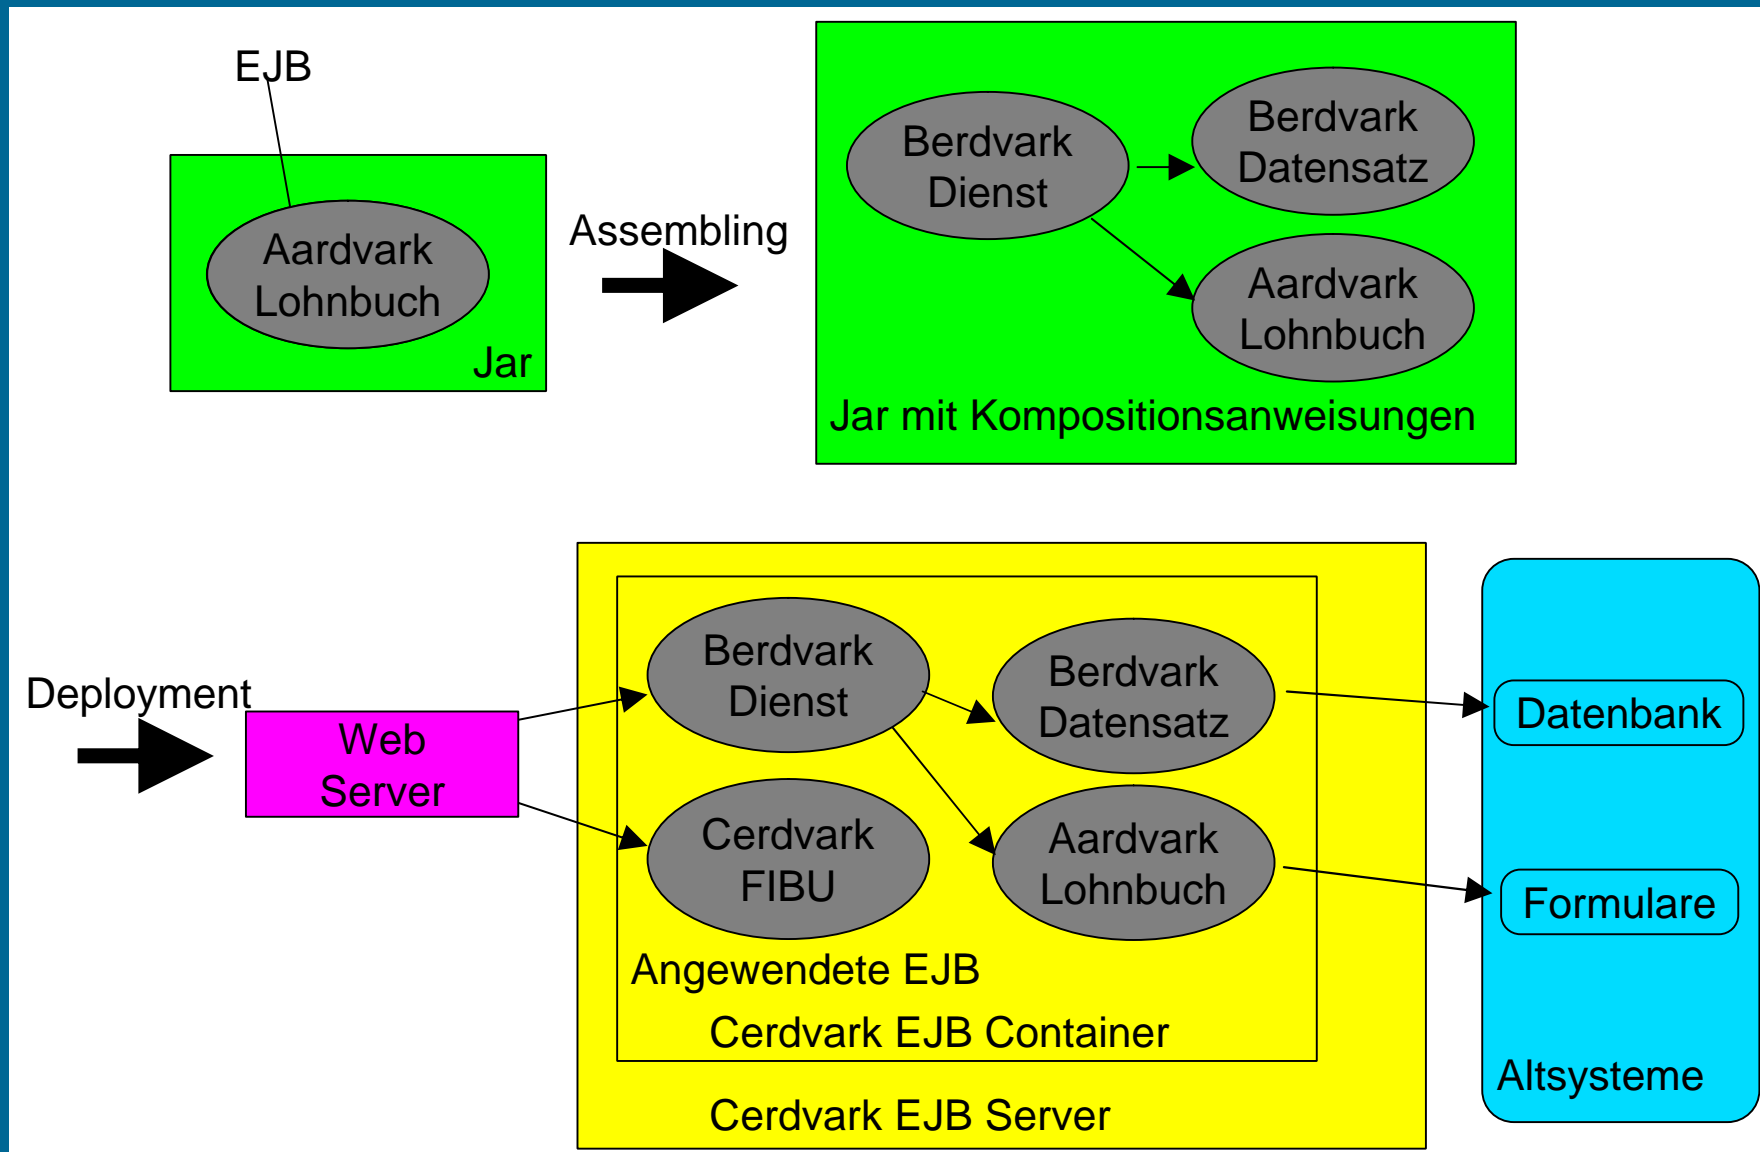 EJB
Aardvark
Lohnbuch
Jar
Assembling
Berdvark
Dienst
Berdvark
Datensatz
Aardvark
Lohnbuch
Jar mit Kompositionsanweisungen
Deployment
Web
Server
Berdvark
Dienst
Berdvark
Datensatz
Cerdvark
FIBU
Aardvark
Lohnbuch
Angewendete EJB
Cerdvark EJB Container
Cerdvark EJB Server
Datenbank
Formulare
Altsysteme